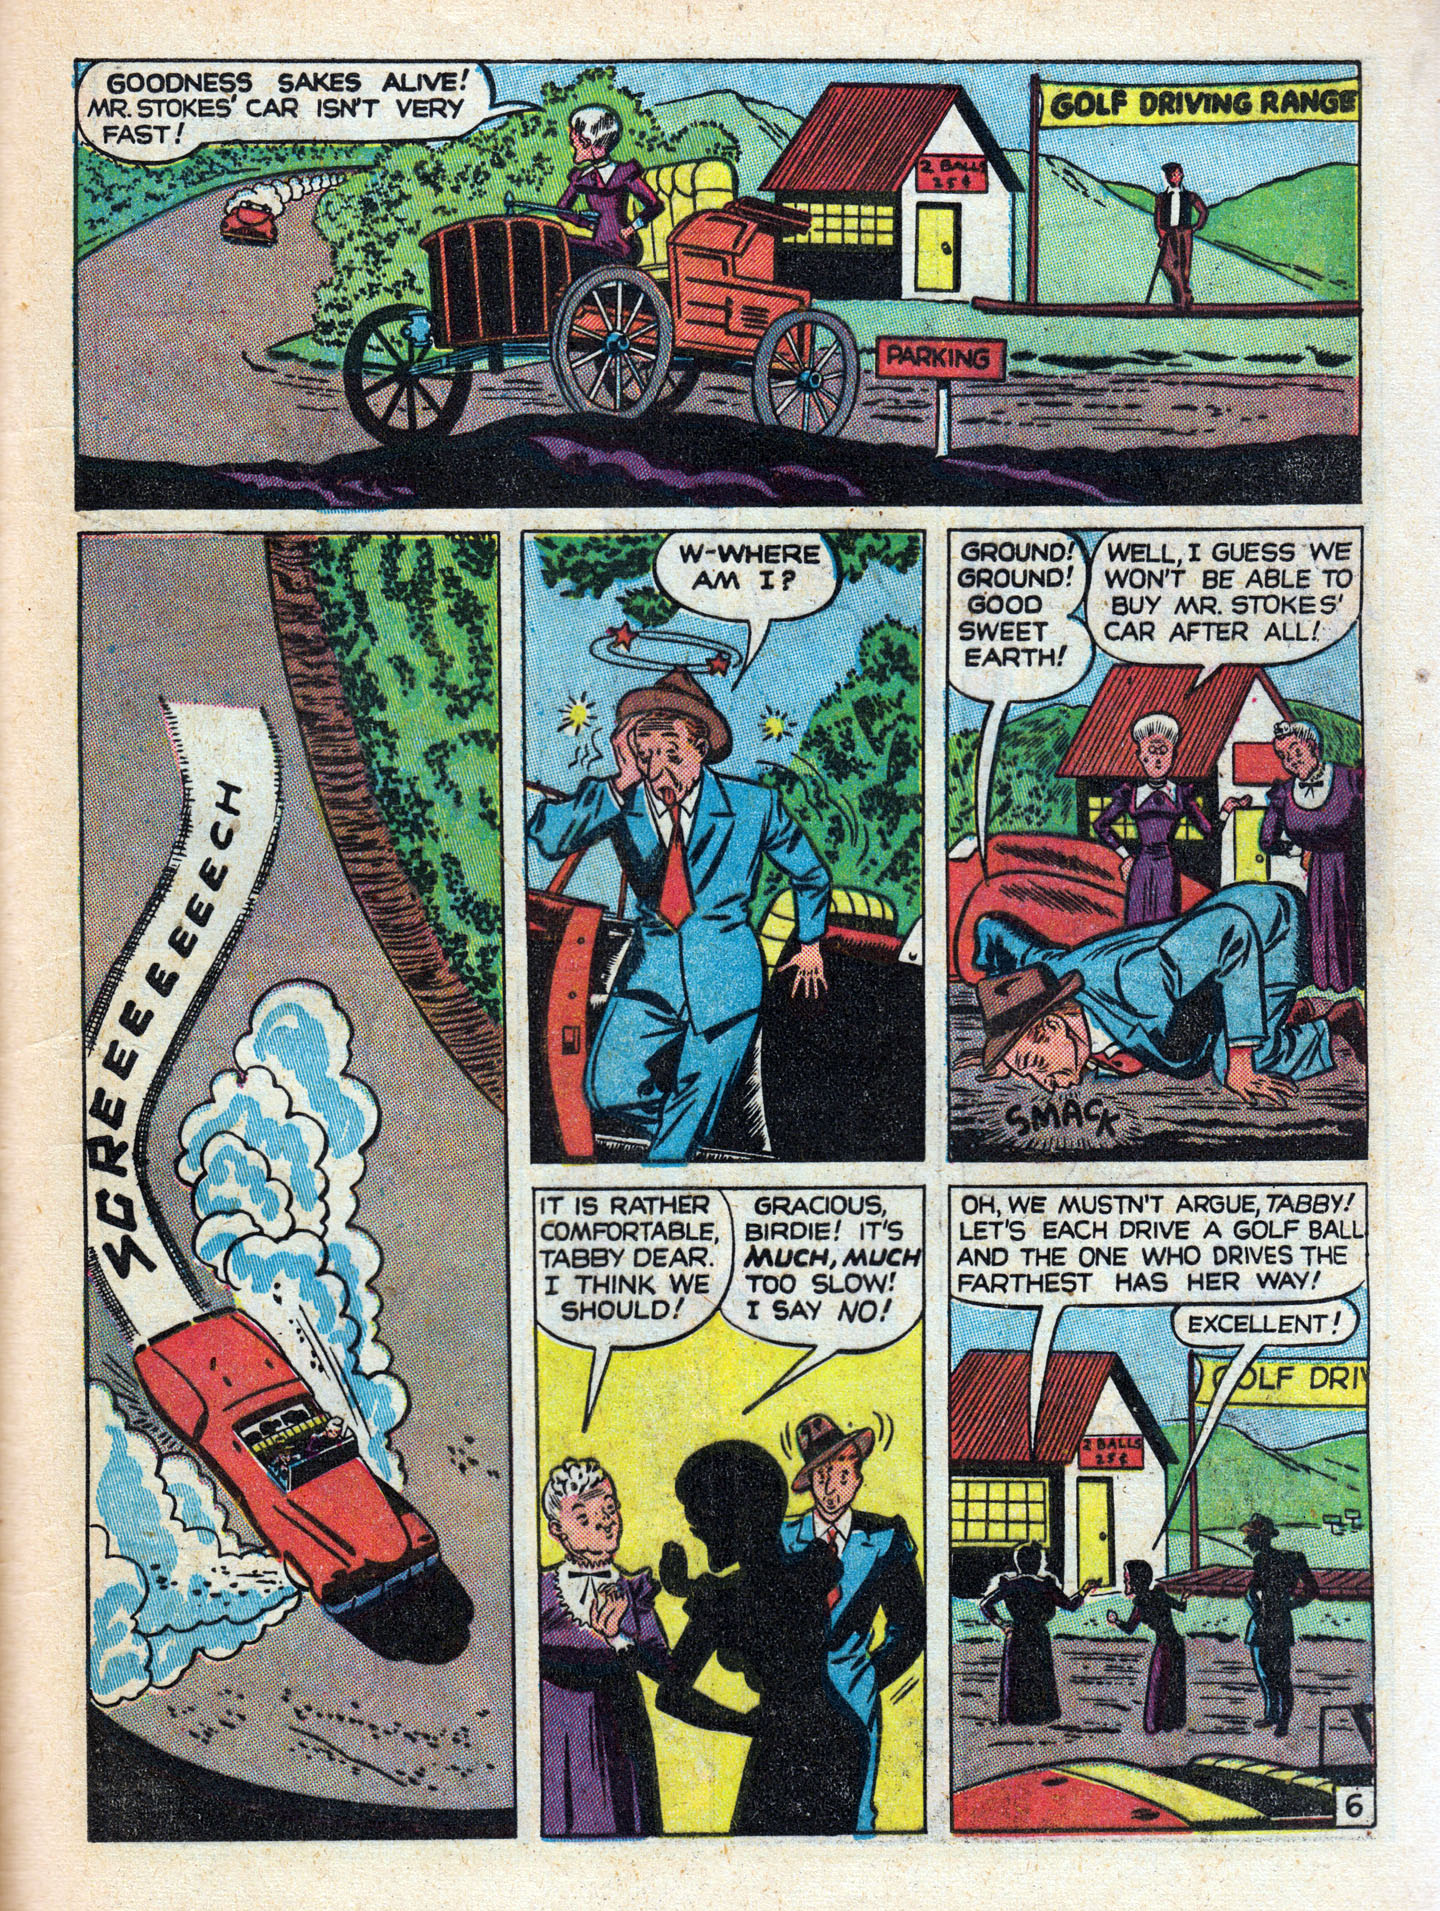 GOODNESS SAKES ALIVE!
MR. STOKES' CAR ISN'T VERY
FAST!
GOLF DRIVING RANGE
2 BALLS
25¢
PARKING
SCREEEEEEEEECH
W-WHERE
AM I?
GROUND!
GROUND!
GOOD
SWEET
EARTH!
WELL, I GUESS WE
WON'T BE ABLE TO
BUY MR. STOKES'
CAR AFTER ALL!
SMACK
IT IS RATHER
COMFORTABLE,
TABBY DEAR.
I THINK WE
SHOULD!
GRACIOUS,
BIRDIE! IT'S
MUCH, MUCH
TOO SLOW!
I SAY NO!
OH, WE MUSTN'T ARGUE, TABBY!
LET'S EACH DRIVE A GOLF BALL
AND THE ONE WHO DRIVES THE
FARTHEST HAS HER WAY!
EXCELLENT!
GOLF DRIV
2 BALLS
25¢
6